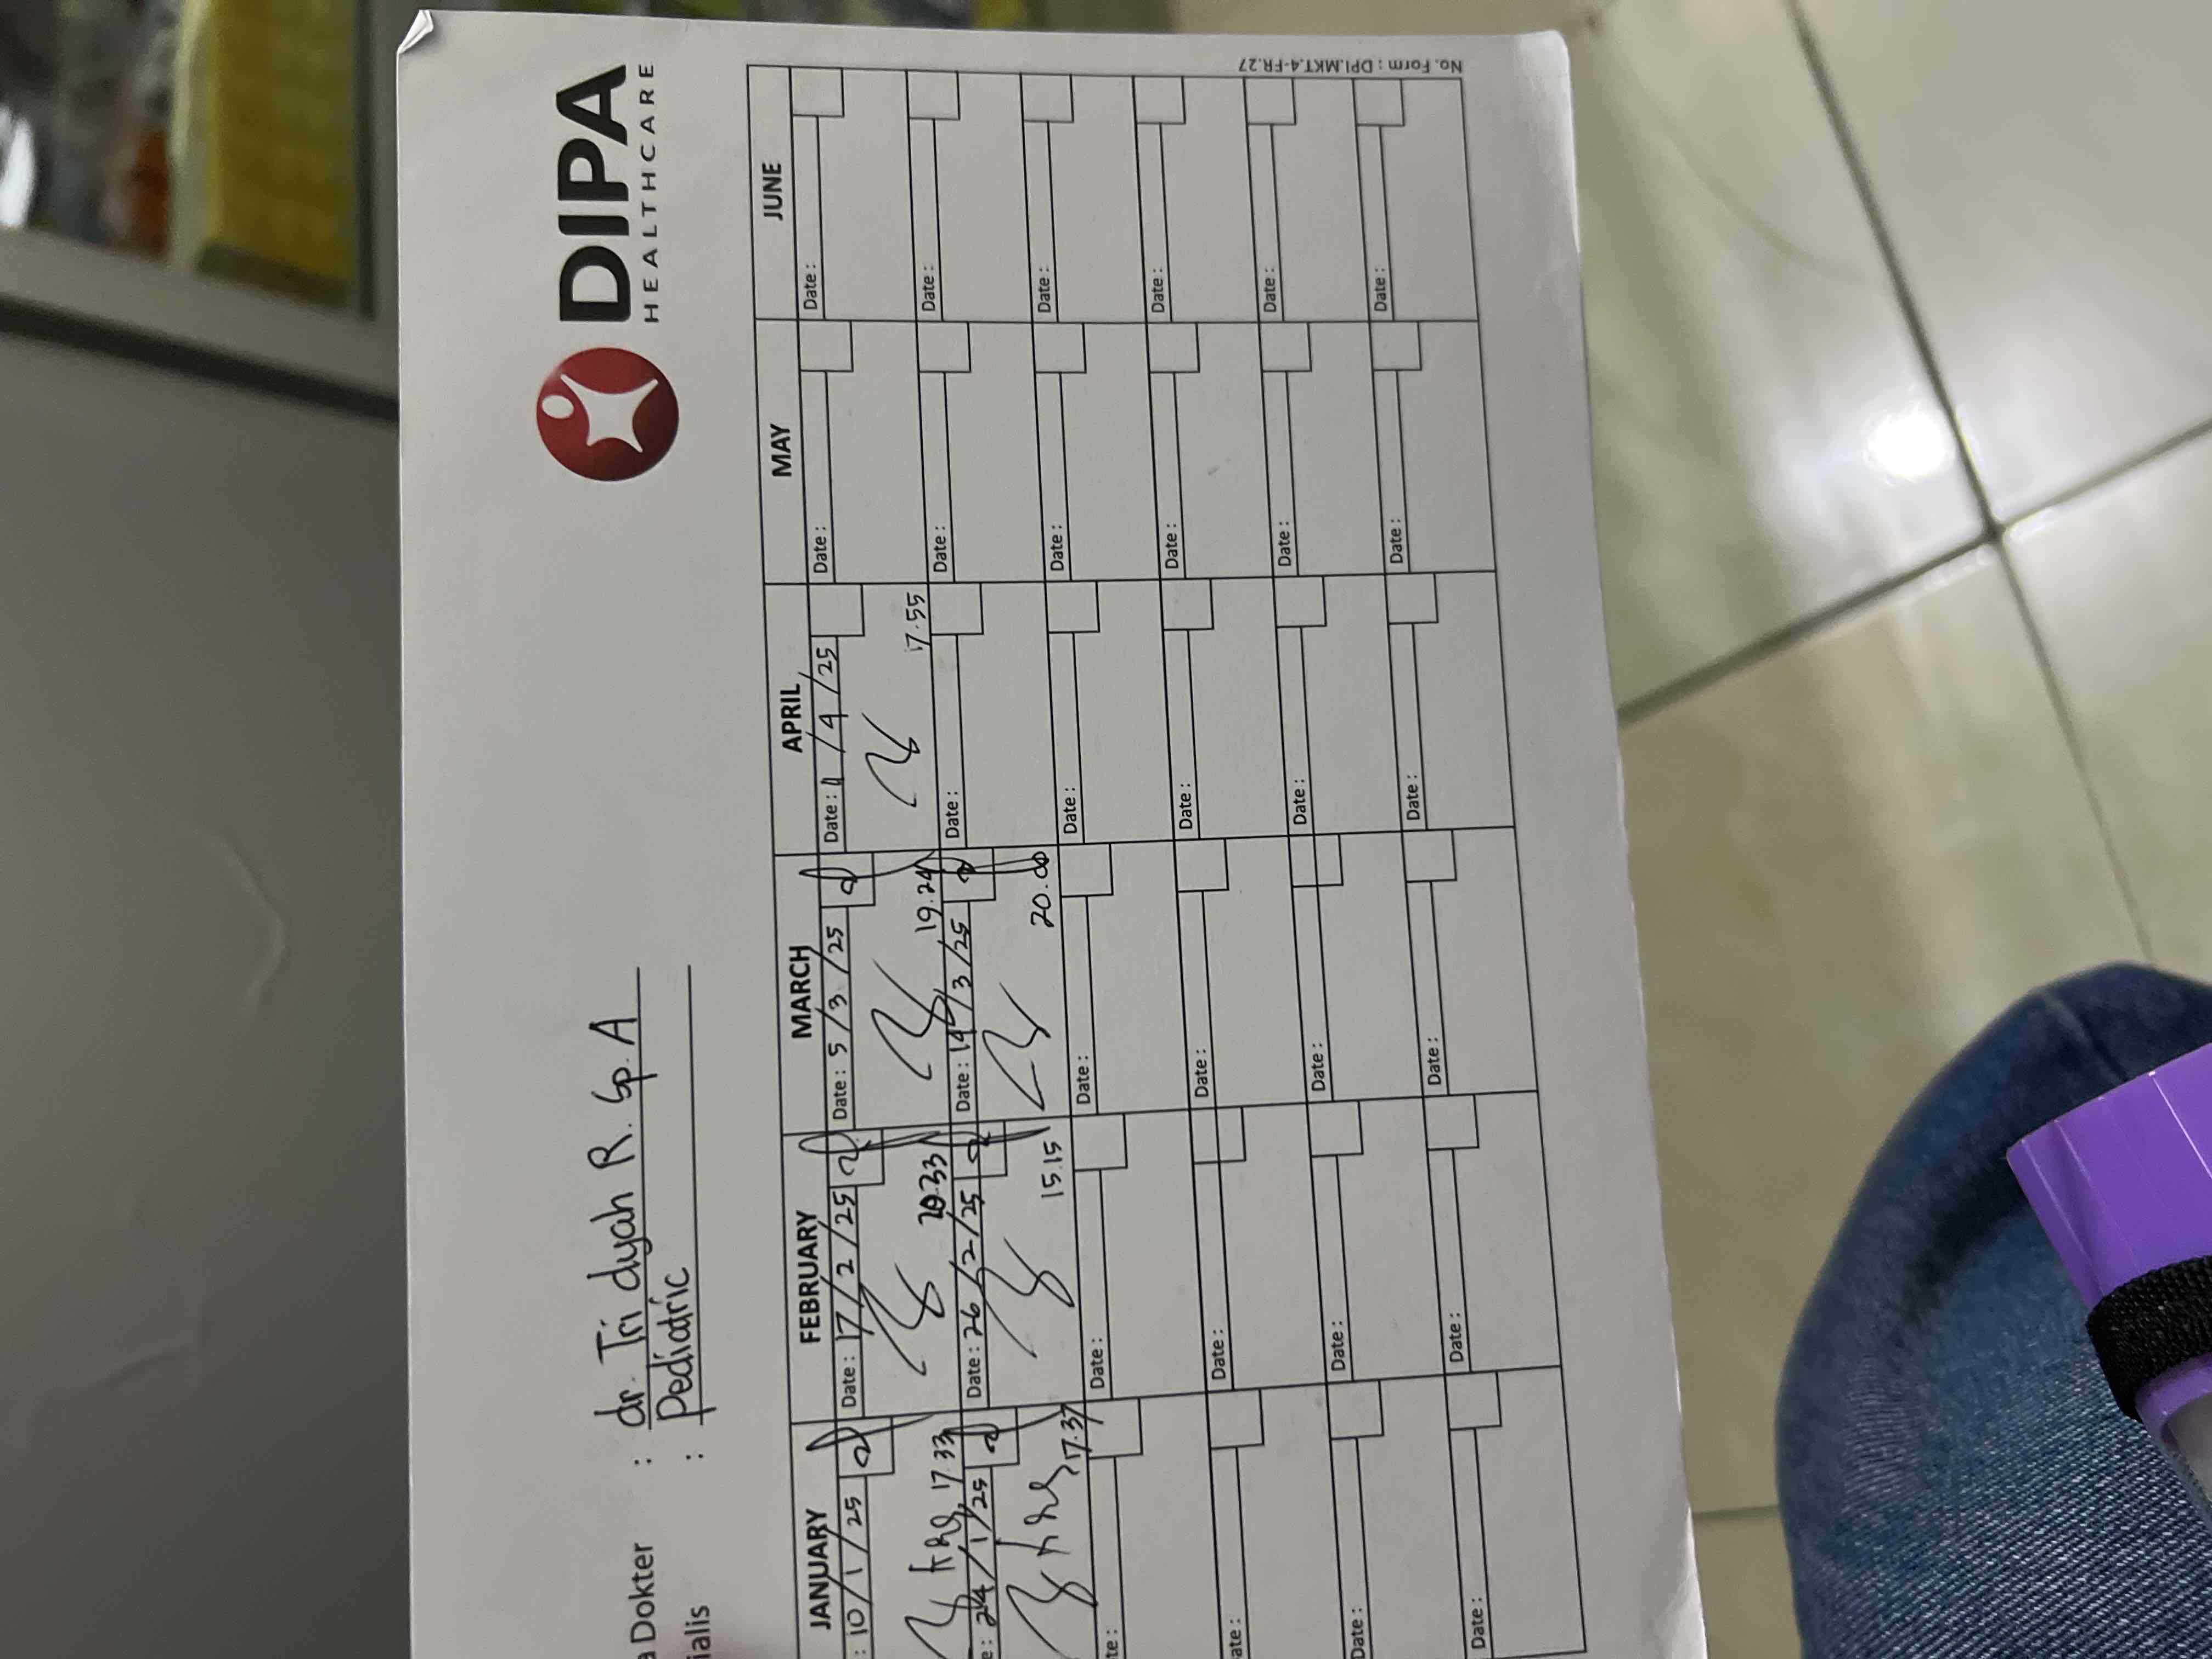 DIPA
HEALTHCARE
a Dokter : dr. Tri dyah R. Sp. A
ialis : Pediatric
JANUARY FEBRUARY MARCH APRIL MAY JUNE
: 10/1/25 Date : 17/2/25 Date : 5/3/25 Date : 11/4/25 Date : Date :
17.33 20.33 19.24 17.55
e : 24/1/25 Date : 26/2/25 Date : 19/3/25 Date : Date : Date :
17.37 15.15 20.00
te : Date : Date : Date : Date : Date :
ate : Date : Date : Date : Date : Date :
Date : Date : Date : Date : Date : Date :
Date : Date : Date : Date : Date : Date :
No. Form : DPI.MKT.4-FR.27